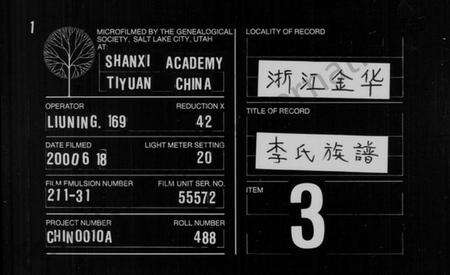 1
MICROFILMED BY THE GENEALOGICAL
SOCIETY, SALT LAKE CITY, UTAH
AT:
SHANXI ACADEMY
TIYUAN CHINA
OPERATOR REDUCTION X
LIUNING. 169 42
DATE FILMED LIGHT METER SETTING
2000 6 18 20
FILM EMULSION NUMBER FILM UNIT SER. NO.
211-31 55572
PROJECT NUMBER ROLL NUMBER
CHIN0010A 488
LOCALITY OF RECORD
浙江金华
TITLE OF RECORD
李氏族譜
ITEM
3